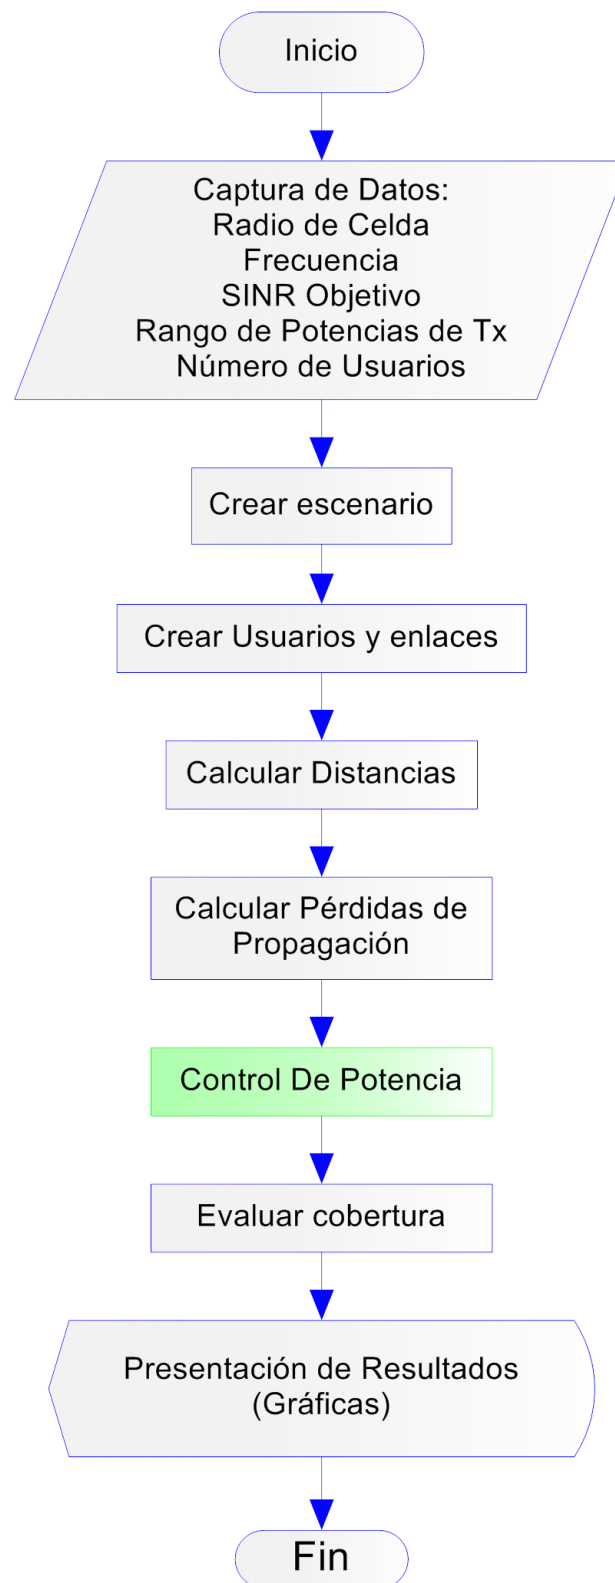 Inicio
Captura de Datos:
Radio de Celda
Frecuencia
SINR Objetivo
Rango de Potencias de Tx
Número de Usuarios
Crear escenario
Crear Usuarios y enlaces
Calcular Distancias
Calcular Pérdidas de
Propagación
Control De Potencia
Evaluar cobertura
Presentación de Resultados
(Gráficas)
Fin